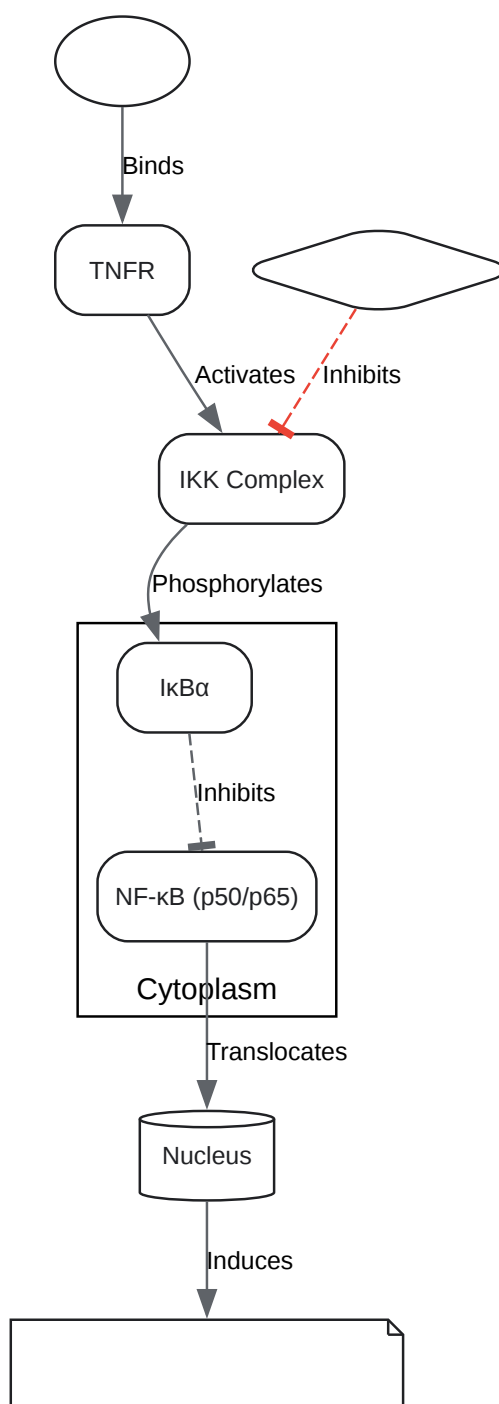 Binds
TNFR
Activates
Inhibits
IKK Complex
Phosphorylates
IκBα
Inhibits
NF-κB (p50/p65)
Cytoplasm
Translocates
Nucleus
Induces